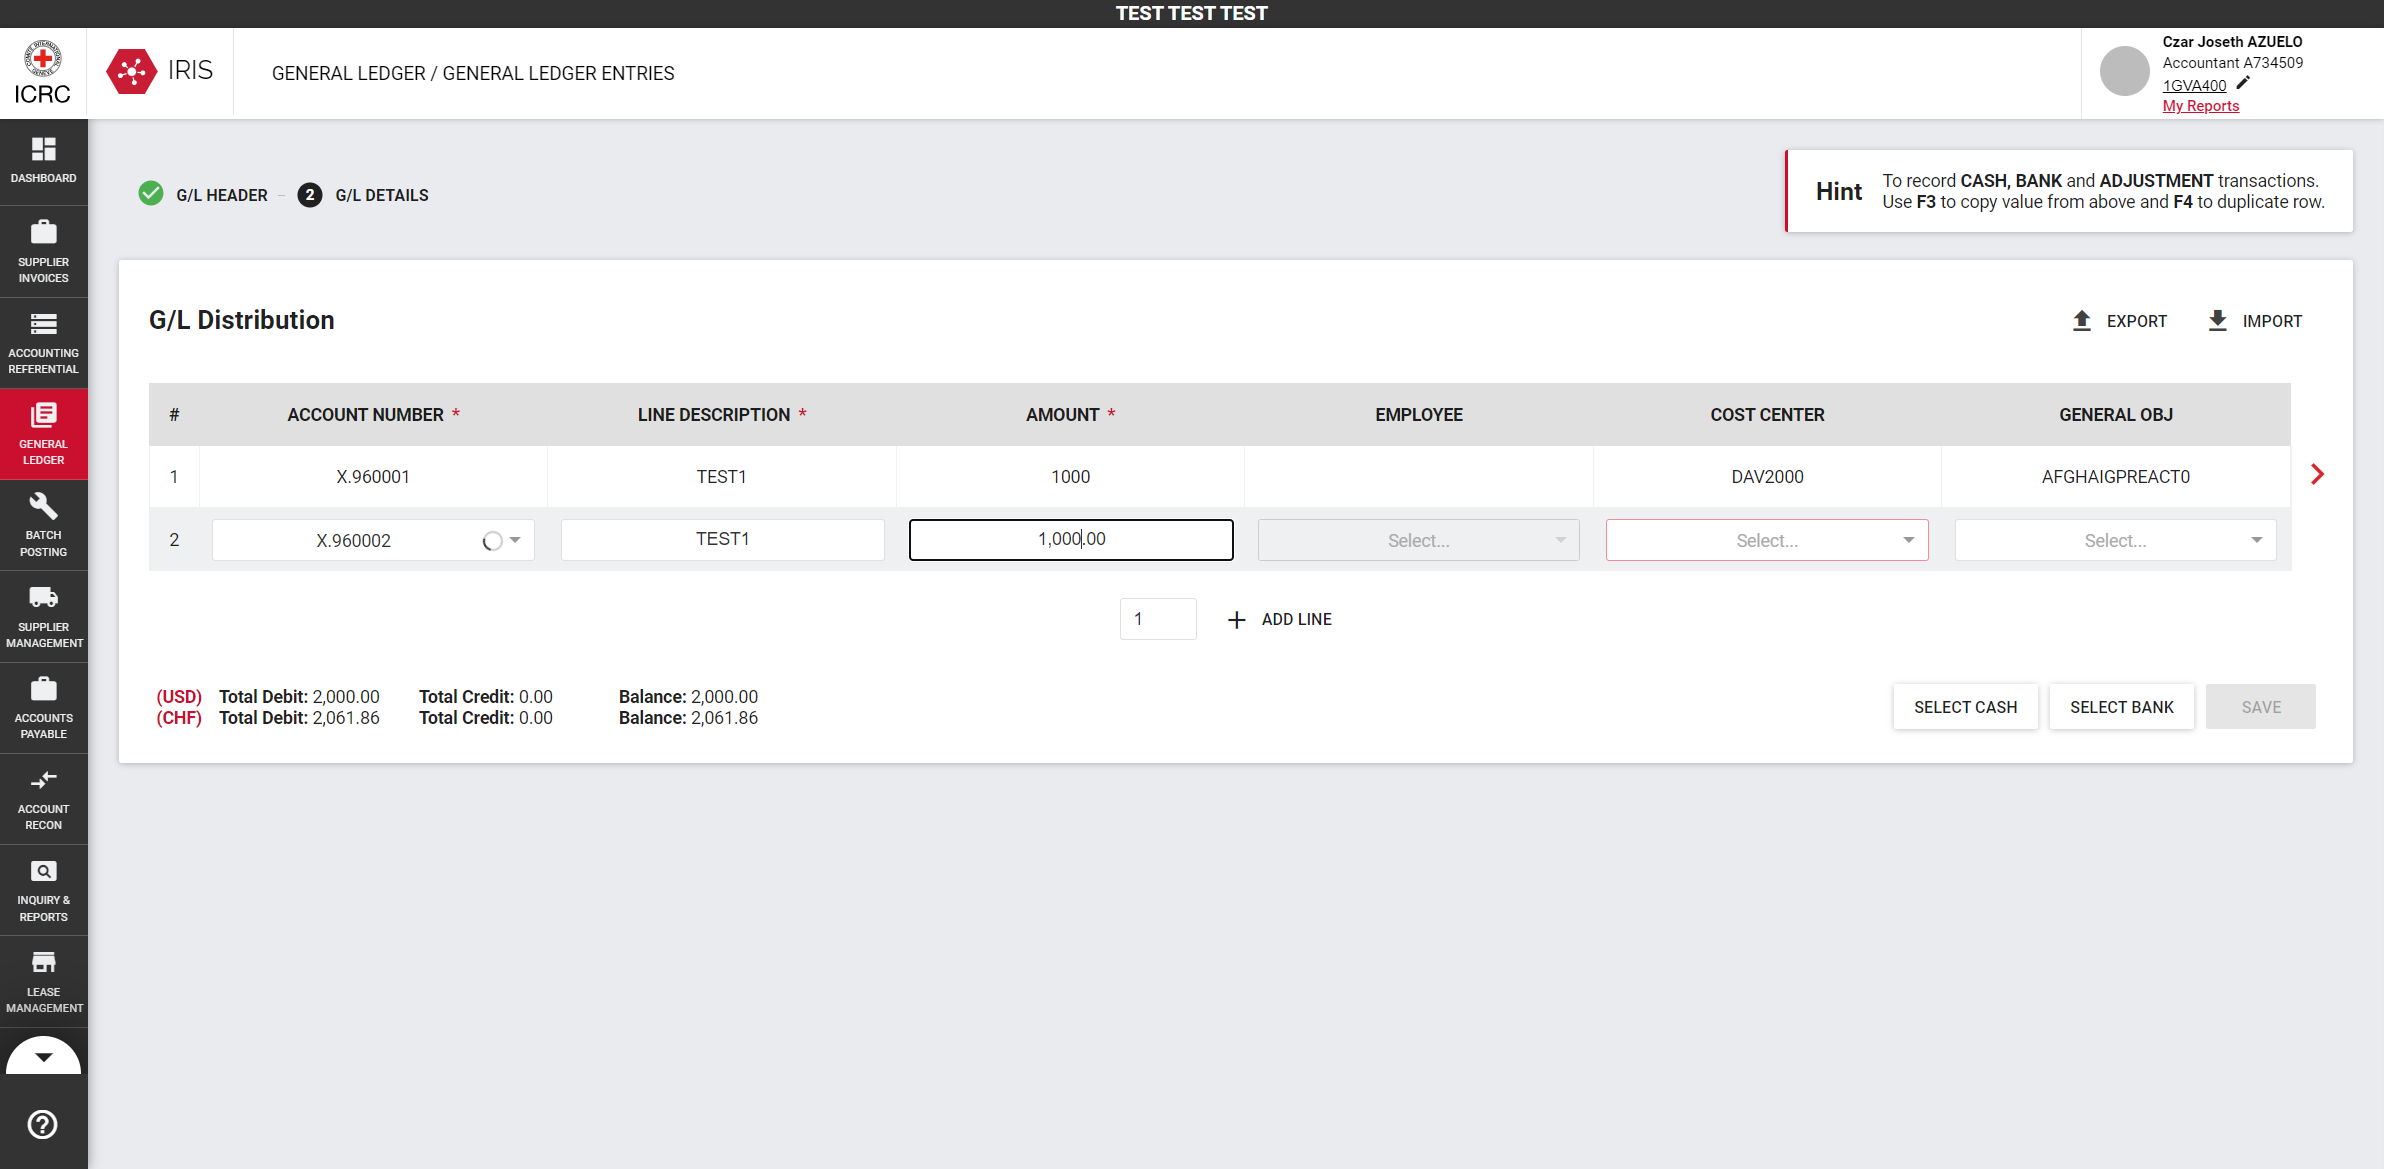 TEST TEST TEST
ICRC
IRIS
GENERAL LEDGER / GENERAL LEDGER ENTRIES
Czar Joseth AZUELO
Accountant A734509
1GVA400
My Reports
DASHBOARD
SUPPLIER
INVOICES
ACCOUNTING
REFERENTIAL
GENERAL
LEDGER
BATCH
POSTING
SUPPLIER
MANAGEMENT
ACCOUNTS
PAYABLE
ACCOUNT
RECON
INQUIRY &
REPORTS
LEASE
MANAGEMENT
G/L HEADER
2 G/L DETAILS
Hint
To record CASH, BANK and ADJUSTMENT transactions.
Use F3 to copy value from above and F4 to duplicate row.
G/L Distribution
EXPORT IMPORT
# ACCOUNT NUMBER * LINE DESCRIPTION * AMOUNT * EMPLOYEE COST CENTER GENERAL OBJ
1 X.960001 TEST1 1000 DAV2000 AFGHAIGPREACT0
2 X.960002 TEST1 1,000.00 Select... Select... Select...
1 ADD LINE
(USD) Total Debit: 2,000.00 Total Credit: 0.00 Balance: 2,000.00
(CHF) Total Debit: 2,061.86 Total Credit: 0.00 Balance: 2,061.86
SELECT CASH SELECT BANK SAVE